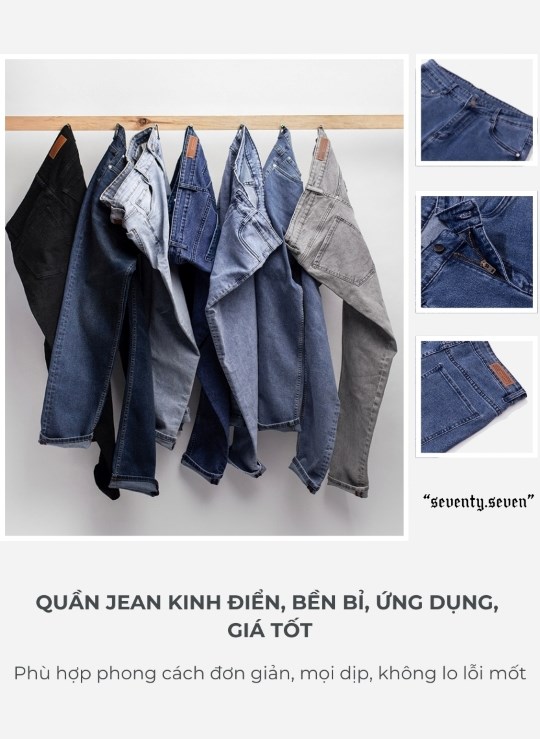 “seventy.seven”
QUẦN JEAN KINH ĐIỂN, BỀN BỈ, ỨNG DỤNG,
GIÁ TỐT
Phù hợp phong cách đơn giản, mọi dịp, không lo lỗi mốt